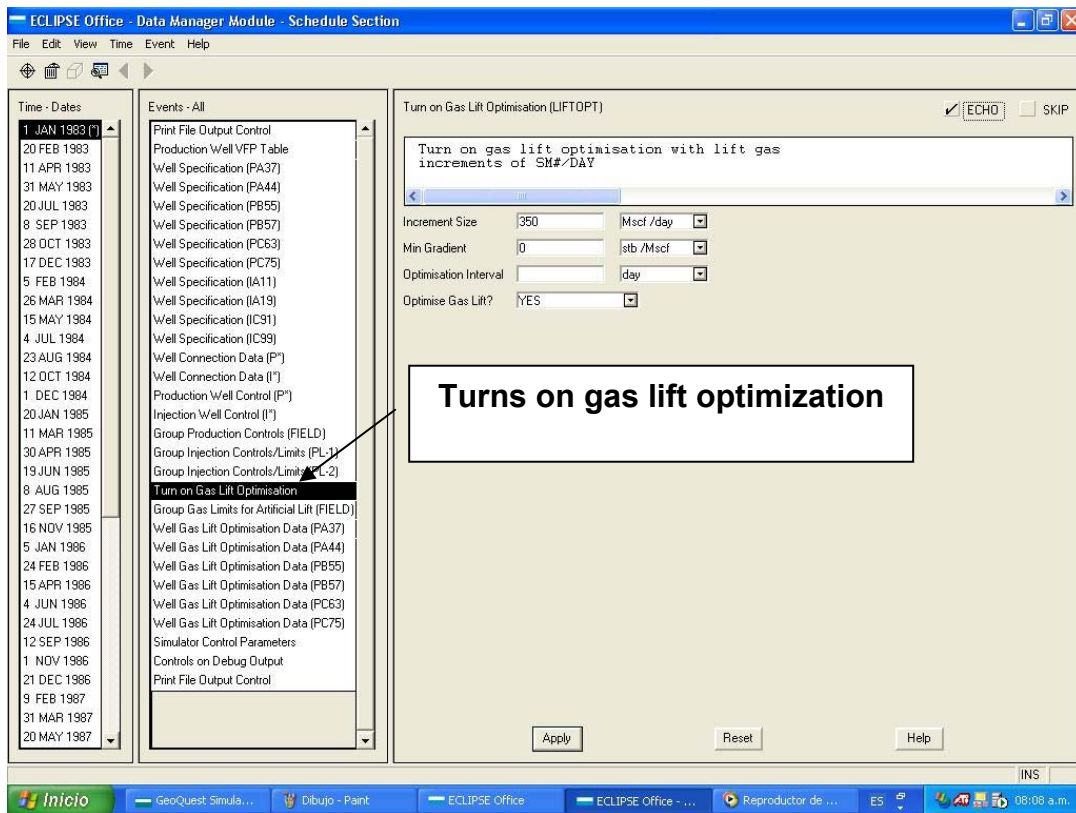 ECLIPSE Office - Data Manager Module - Schedule Section
File Edit View Time Event Help
Time - Dates
1 JAN 1983 (*)
20 FEB 1983
11 APR 1983
31 MAY 1983
20 JUL 1983
8 SEP 1983
28 OCT 1983
17 DEC 1983
5 FEB 1984
26 MAR 1984
15 MAY 1984
4 JUL 1984
23 AUG 1984
12 OCT 1984
1 DEC 1984
20 JAN 1985
11 MAR 1985
30 APR 1985
19 JUN 1985
8 AUG 1985
27 SEP 1985
16 NOV 1985
5 JAN 1986
24 FEB 1986
15 APR 1986
4 JUN 1986
24 JUL 1986
12 SEP 1986
1 NOV 1986
21 DEC 1986
9 FEB 1987
31 MAR 1987
20 MAY 1987
Events - All
Print File Output Control
Production Well VFP Table
Well Specification (PA37)
Well Specification (PA44)
Well Specification (PB55)
Well Specification (PB57)
Well Specification (PC63)
Well Specification (PC75)
Well Specification (IA11)
Well Specification (IA19)
Well Specification (IC91)
Well Specification (IC99)
Well Connection Data (P*)
Well Connection Data (I*)
Production Well Control (P*)
Injection Well Control (I*)
Group Production Controls (FIELD)
Group Injection Controls/Limits (PL-1)
Group Injection Controls/Limits (PL-2)
Turn on Gas Lift Optimisation
Group Gas Limits for Artificial Lift (FIELD)
Well Gas Lift Optimisation Data (PA37)
Well Gas Lift Optimisation Data (PA44)
Well Gas Lift Optimisation Data (PB55)
Well Gas Lift Optimisation Data (PB57)
Well Gas Lift Optimisation Data (PC63)
Well Gas Lift Optimisation Data (PC75)
Simulator Control Parameters
Controls on Debug Output
Print File Output Control
Turn on Gas Lift Optimisation (LIFTOPT)
ECHO SKIP
Turn on gas lift optimisation with lift gas
increments of SM#/DAY
Increment Size 350 Mscf /day
Min Gradient 0 stb /Mscf
Optimisation Interval day
Optimise Gas Lift? YES
Turns on gas lift optimization
Apply Reset Help
INS
Inicio GeoQuest Simula... Dibujo - Paint ECLIPSE Office ECLIPSE Office - ... Reproductor de ... ES 08:08 a.m.